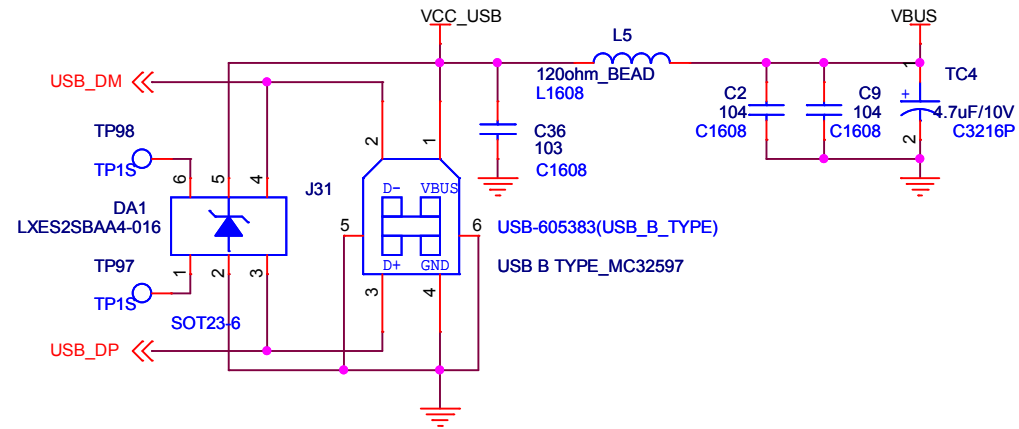 VCC_USB
VBUS
L5
USB_DM
120ohm_BEAD
L1608
1
TC4
C2
C9
+
104
104
4.7uF/10V
C1608
C1608
C3216P
2
TP98
2
1
C36
103
C1608
TP1S
6
5
4
J31
D-
VBUS
DA1
LXES2SBAA4-016
5
6
USB-605383(USB_B_TYPE)
TP97
D+
GND
USB B TYPE_MC32597
1
2
3
3
4
TP1S
SOT23-6
USB_DP